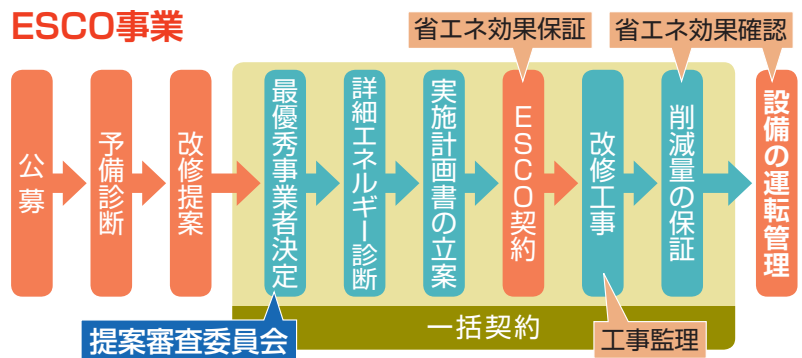 ESCO事業
省エネ効果保証
省エネ効果確認
公募
予備診断
改修提案
最優秀事業者決定
詳細エネルギー診断
実施計画書の立案
ESCO契約
改修工事
削減量の保証
設備の運転管理
一括契約
提案審査委員会
工事監理